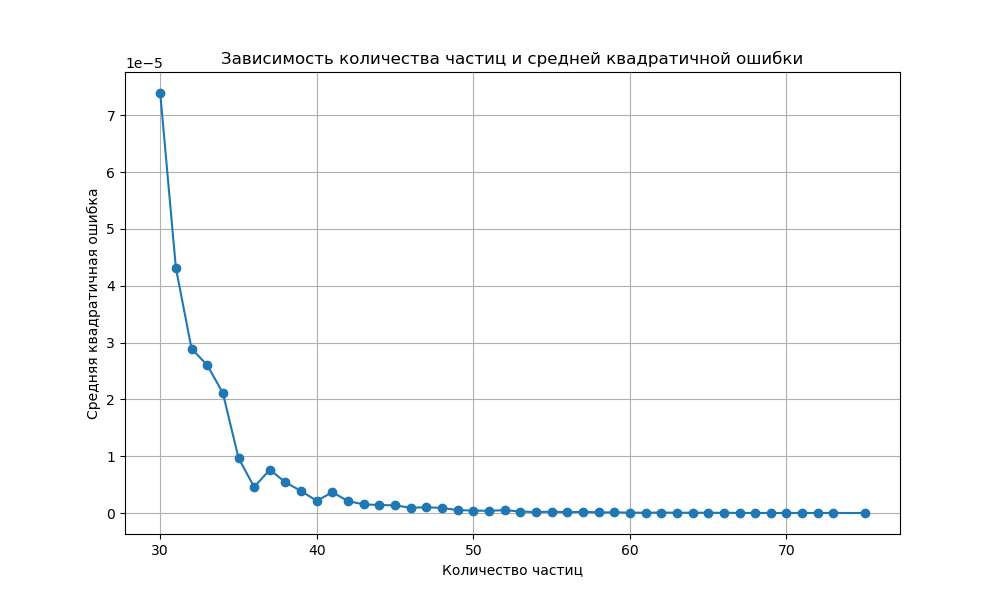 Зависимость количества частиц и средней квадратичной ошибки
1e−5
7
6
5
4
3
2
1
0
Средняя квадратичная ошибка
30 40 50 60 70
Количество частиц